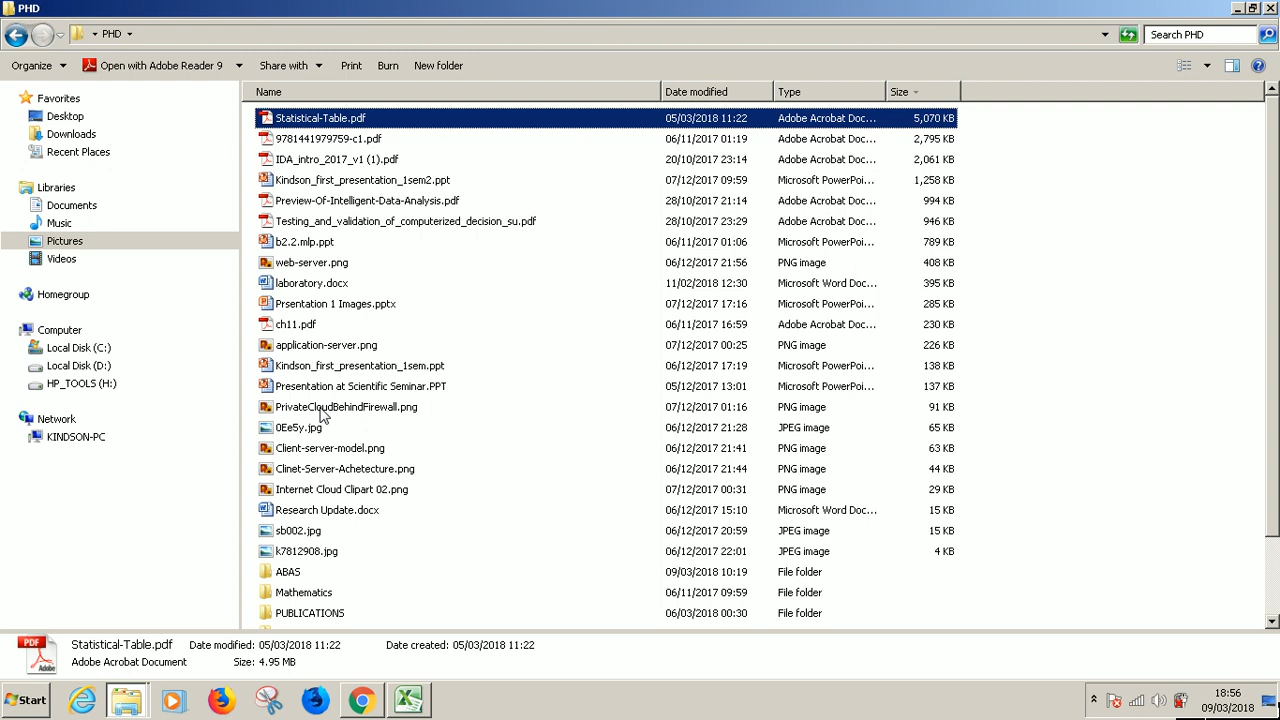 PHD
PHD
Search PHD
Organize Open with Adobe Reader 9 Share with Print Burn New folder
Name Date modified Type Size
Favorites
Desktop
Downloads
Recent Places
Libraries
Documents
Music
Pictures
Videos
Homegroup
Computer
Local Disk (C:)
Local Disk (D:)
HP_TOOLS (H:)
Network
KINDSON-PC
Statistical-Table.pdf 05/03/2018 11:22 Adobe Acrobat Doc... 5,070 KB
9781441979759-c1.pdf 06/11/2017 01:19 Adobe Acrobat Doc... 2,795 KB
IDA_intro_2017_v1 (1).pdf 20/10/2017 23:14 Adobe Acrobat Doc... 2,061 KB
Kindson_first_presentation_1sem2.ppt 07/12/2017 09:59 Microsoft PowerPoi... 1,258 KB
Preview-Of-Intelligent-Data-Analysis.pdf 28/10/2017 21:14 Adobe Acrobat Doc... 994 KB
Testing_and_validation_of_computerized_decision_su.pdf 28/10/2017 23:29 Adobe Acrobat Doc... 946 KB
b2.2.mlp.ppt 06/11/2017 01:06 Microsoft PowerPoi... 789 KB
web-server.png 06/12/2017 21:56 PNG image 408 KB
laboratory.docx 11/02/2018 12:30 Microsoft Word Doc... 395 KB
Prsentation 1 Images.pptx 07/12/2017 17:16 Microsoft PowerPoi... 285 KB
ch11.pdf 06/11/2017 16:59 Adobe Acrobat Doc... 230 KB
application-server.png 07/12/2017 00:25 PNG image 226 KB
Kindson_first_presentation_1sem.ppt 06/12/2017 17:19 Microsoft PowerPoi... 138 KB
Presentation at Scientific Seminar.PPT 05/12/2017 13:01 Microsoft PowerPoi... 137 KB
PrivateCloudBehindFirewall.png 07/12/2017 01:16 PNG image 91 KB
0Ee5y.jpg 06/12/2017 21:28 JPEG image 65 KB
Client-server-model.png 06/12/2017 21:41 PNG image 63 KB
Clinet-Server-Achetecture.png 06/12/2017 21:44 PNG image 44 KB
Internet Cloud Clipart 02.png 07/12/2017 00:31 PNG image 29 KB
Research Update.docx 06/12/2017 15:10 Microsoft Word Doc... 15 KB
sb002.jpg 06/12/2017 20:59 JPEG image 15 KB
k7812908.jpg 06/12/2017 22:01 JPEG image 4 KB
ABAS 09/03/2018 10:19 File folder
Mathematics 06/11/2017 09:59 File folder
PUBLICATIONS 06/03/2018 00:30 File folder
PDF
Adobe
Statistical-Table.pdf Date modified: 05/03/2018 11:22 Date created: 05/03/2018 11:22
Adobe Acrobat Document Size: 4.95 MB
Start
18:56
09/03/2018